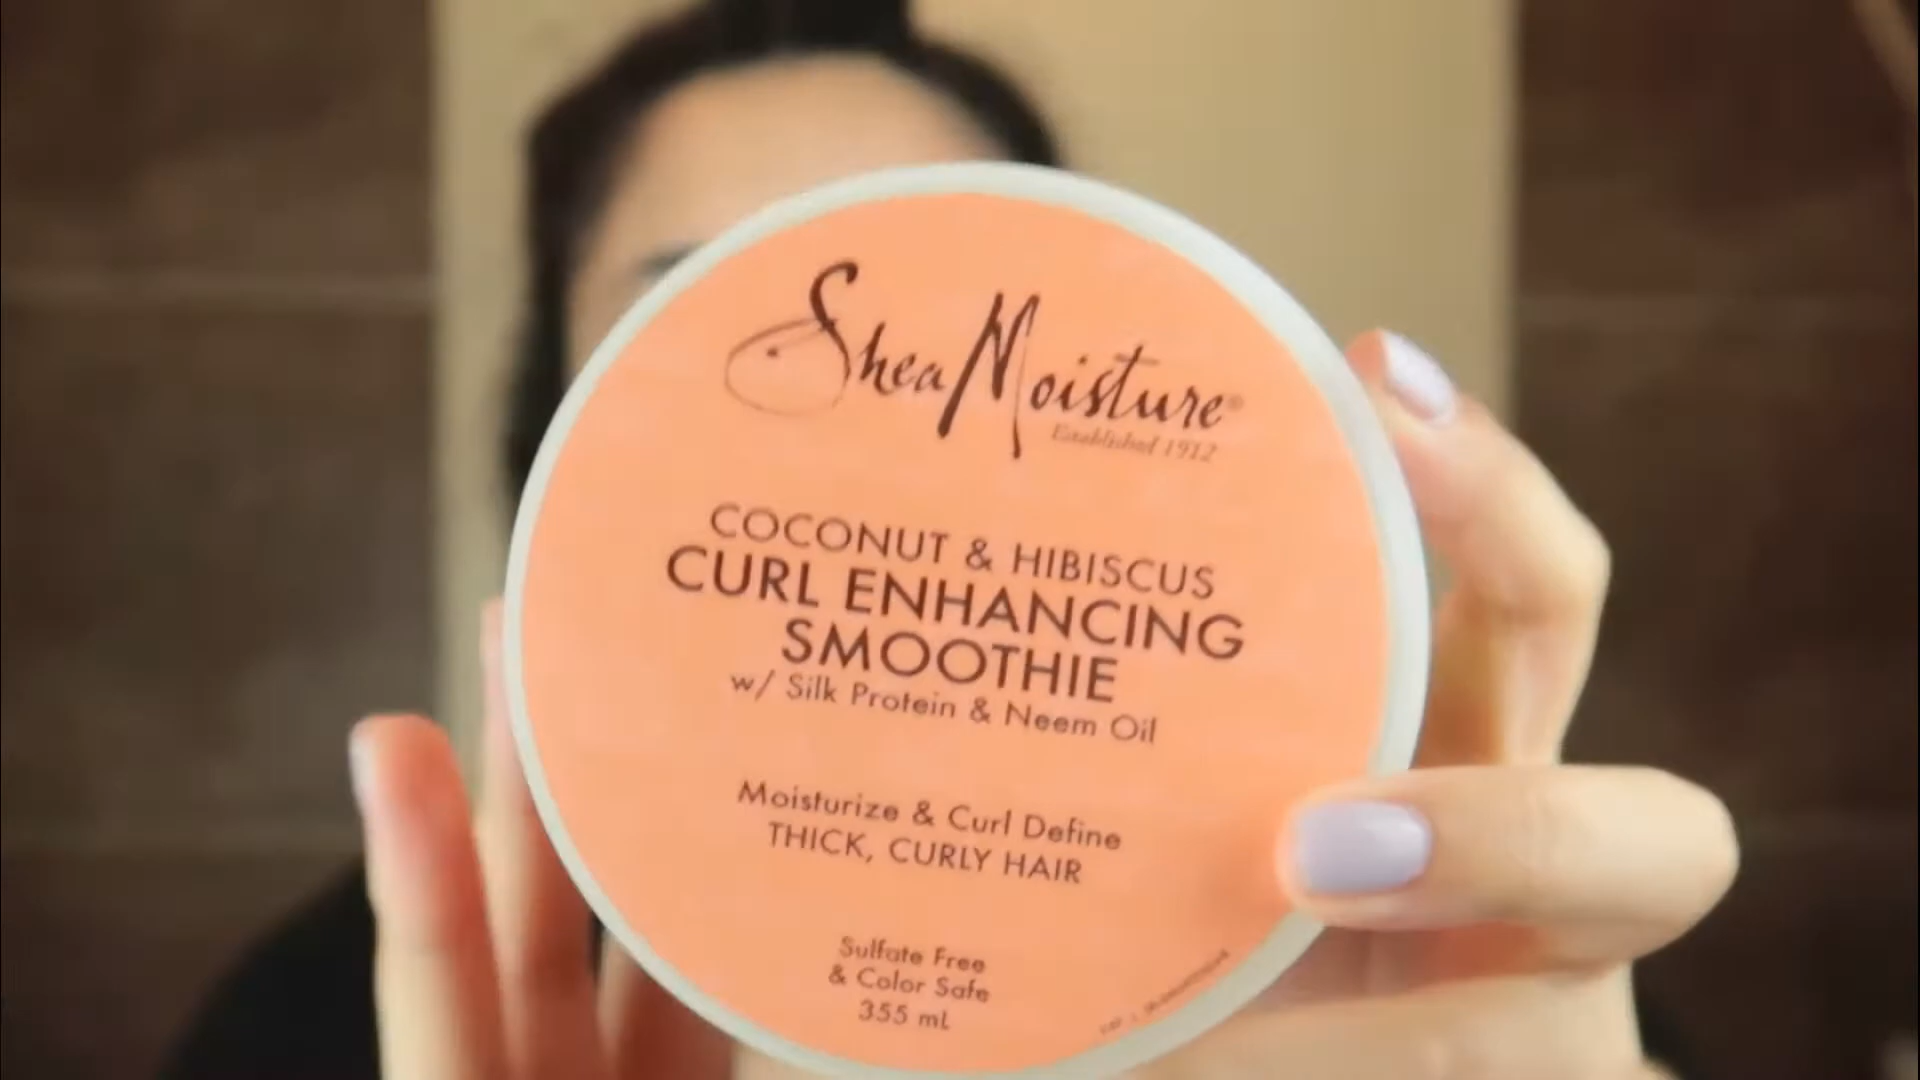 SheaMoisture®
Established 1912
COCONUT & HIBISCUS
CURL ENHANCING
SMOOTHIE
w/ Silk Protein & Neem Oil
Moisturize & Curl Define
THICK, CURLY HAIR
Sulfate Free
& Color Safe
355 mL